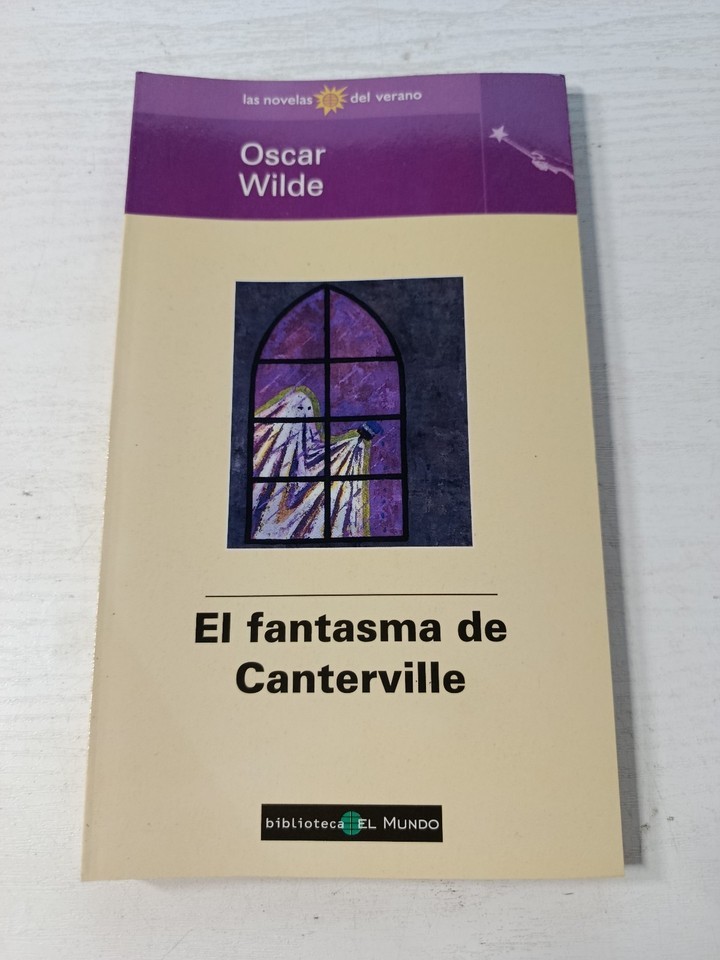 las novelas del verano
Oscar
Wilde
El fantasma de
Canterville
biblioteca EL MUNDO